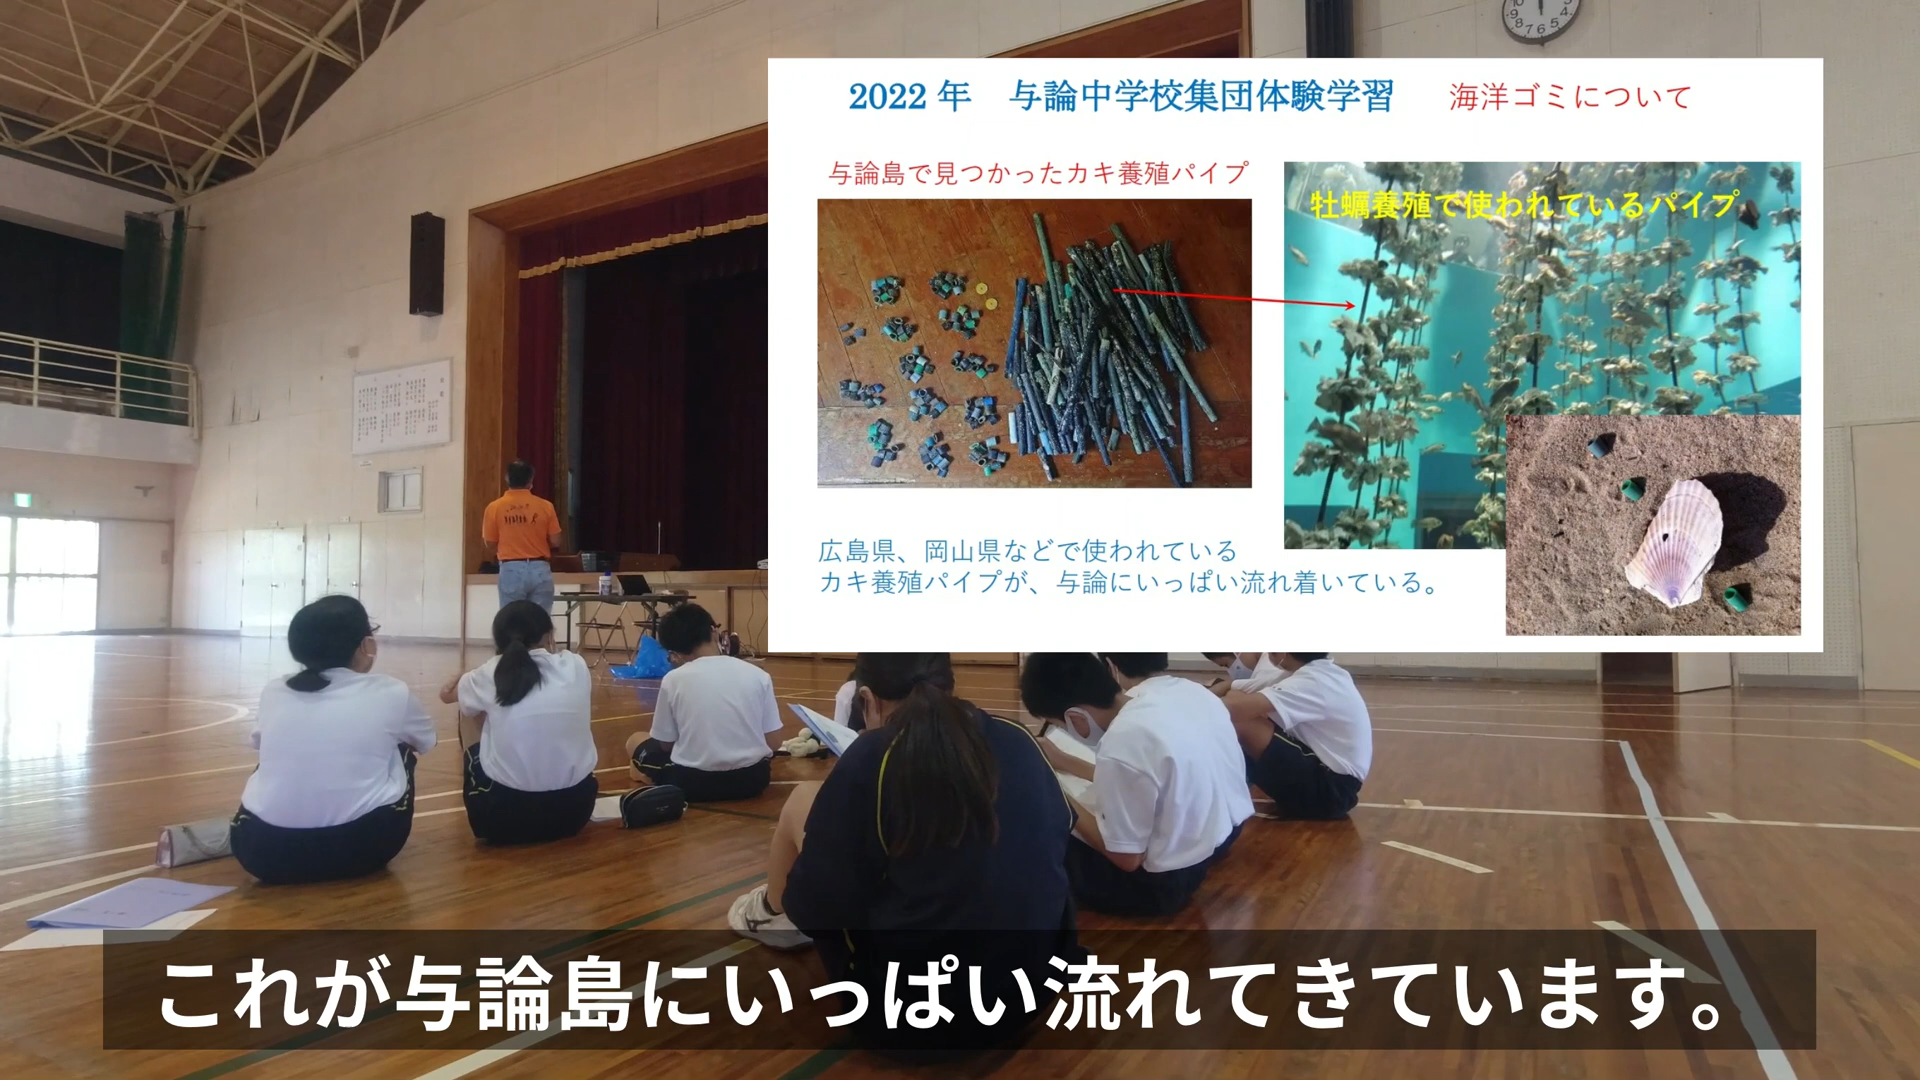 2022 年　与論中学校集団体験学習　海洋ゴミについて
与論島で見つかったカキ養殖パイプ
牡蠣養殖で使われているパイプ
広島県、岡山県などで使われている
カキ養殖パイプが、与論にいっぱい流れ着いている。
これが与論島にいっぱい流れてきています。